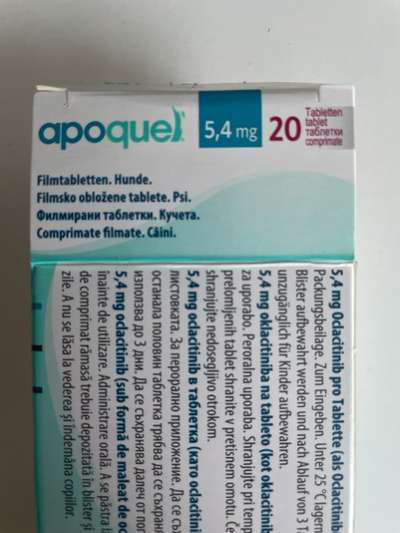 apoquel
5,4 mg
20
Tabletten
tablet
таблетки
comprimate
Filmtabletten. Hunde.
Filmsko obložene tablete. Psi.
Филмирани таблетки. Кучета.
Comprimate filmate. Câini.
5,4 mg Oclacitinib pro Tablette (als Oclacitinib
Packungsbeilage. Zum Eingeben. Unter 25 °C lagern
Blister aufbewahrt werden und nach Ablauf von 3 T
unzugänglich für Kinder aufbewahren.
5,4 mg oklacitiniba na tableto (kot oklacitinib
za uporabo. Peroralna uporaba. Shranjujte pri temp
prelomljenih tablet shranite v pretisnem omotu. Če
shranjujte nedosegljivo otrokom.
5,4 mg oclacitinib в таблетка (като oclacitini
листовката. За перорално приложение. Да се съ
останала половин таблетка трябва да се съхран
използва до 3 дни. Да се съхранява далеч от пог
5,4 mg oclacitinib (sub formă de maleat de oc
înainte de utilizare. Administrare orală. A se păstra l
de comprimat rămasă trebuie depozitată în blister și
zile. A nu se lăsa la vederea și îndemâna copiilor.